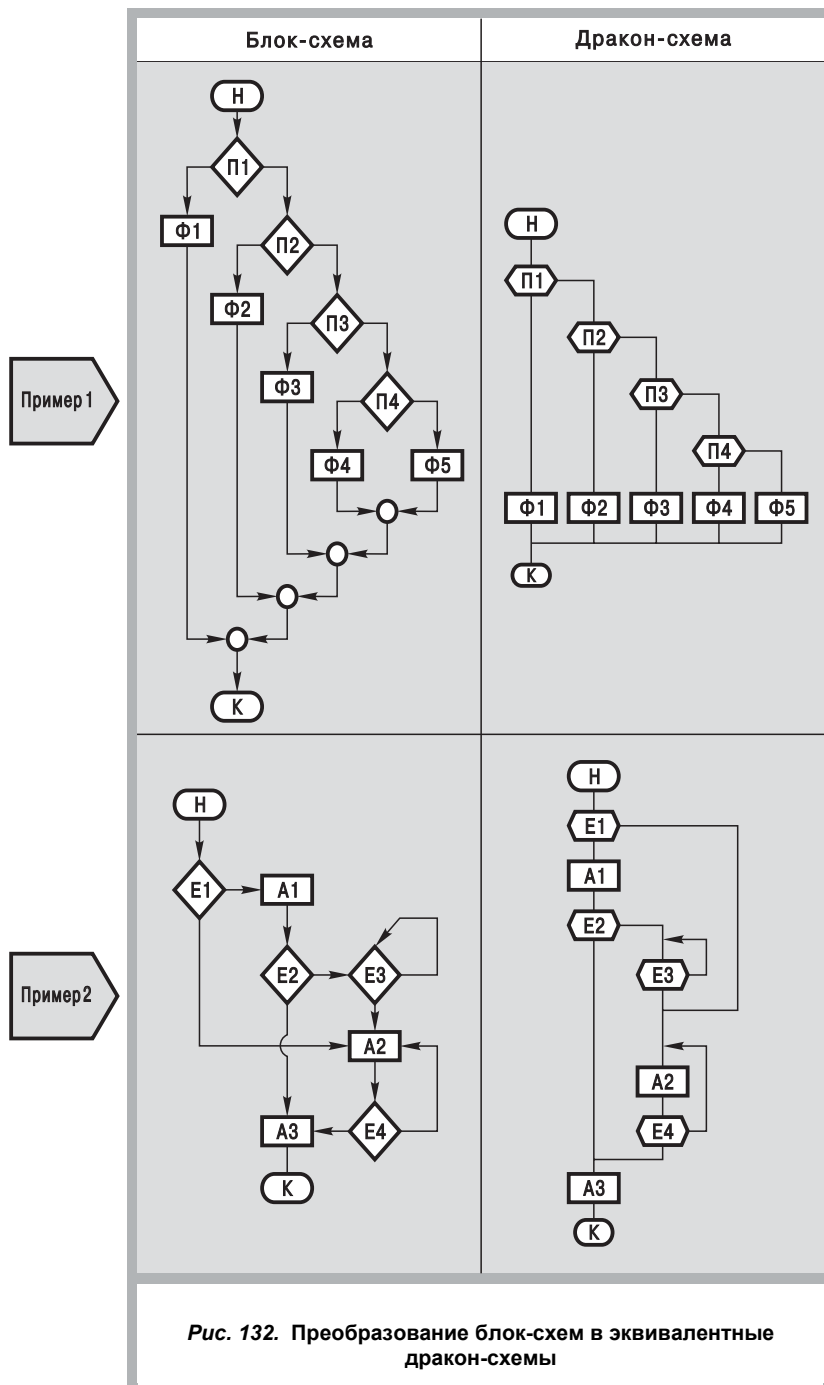 Блок-схема
Дракон-схема
Пример 1
Н
П1
Ф1
П2
Ф2
П3
Ф3
П4
Ф4
Ф5
К
Н
П1
П2
П3
П4
Ф1
Ф2
Ф3
Ф4
Ф5
К
Пример 2
Н
Е1
А1
Е2
Е3
А2
А3
Е4
К
Н
Е1
А1
Е2
Е3
А2
Е4
А3
К
Рис. 132. Преобразование блок-схем в эквивалентные
дракон-схемы